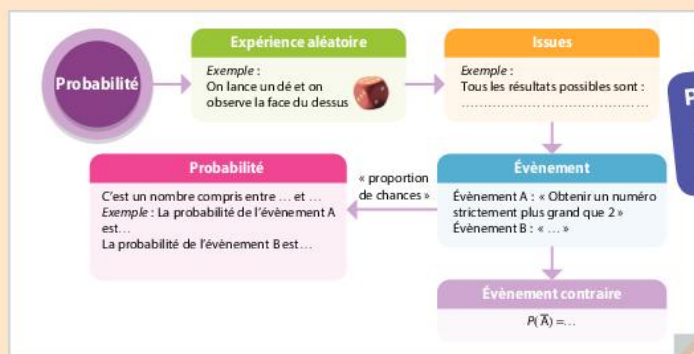 Probabilité
Expérience aléatoire
Exemple :
On lance un dé et on
observe la face du dessus
Issues
Exemple :
Tous les résultats possibles sont :
..........................................
P
Évènement
Évènement A : « Obtenir un numéro
strictement plus grand que 2 »
Évènement B : « ... »
« proportion
de chances »
Probabilité
C'est un nombre compris entre ... et ...
Exemple : La probabilité de l'évènement A
est...
La probabilité de l'évènement B est...
Évènement contraire
P(A̅) =...